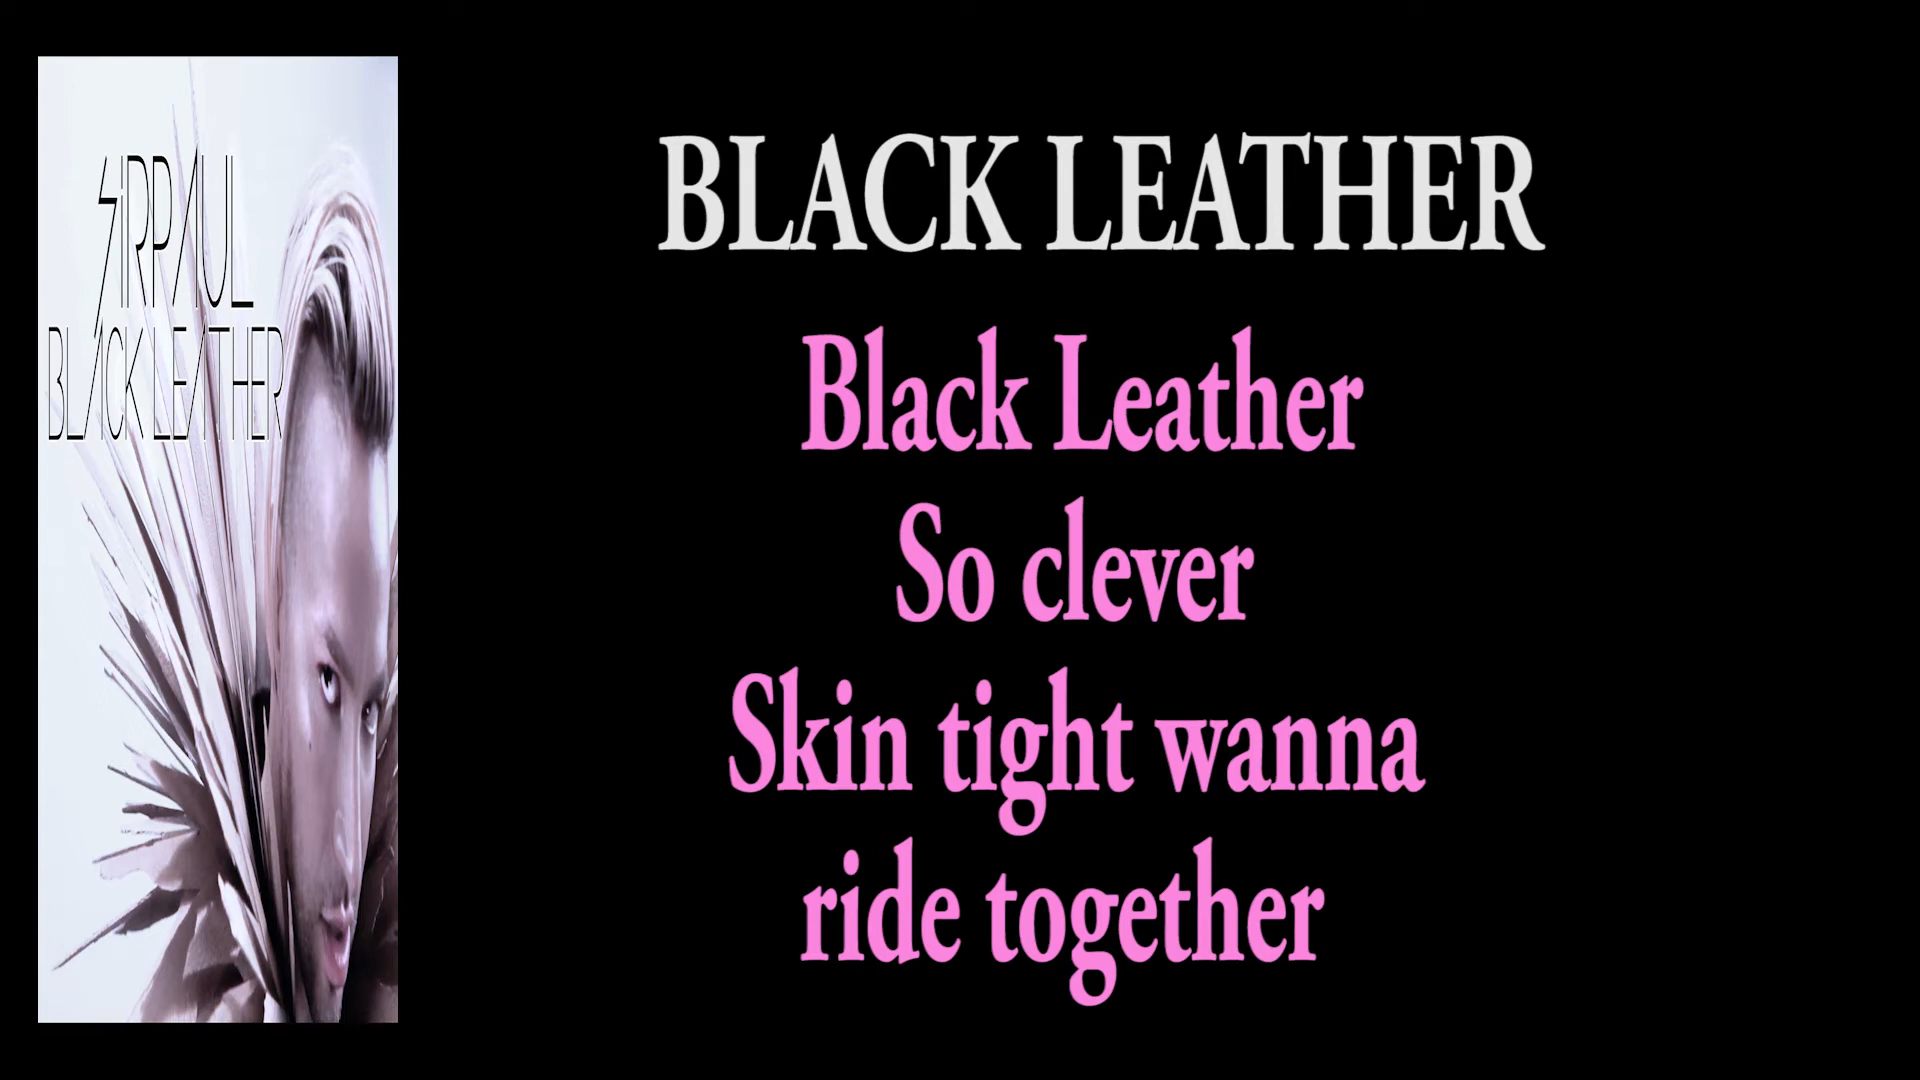 SIRPAUL
BLACK LEATHER
BLACK LEATHER
Black Leather
So clever
Skin tight wanna
ride together